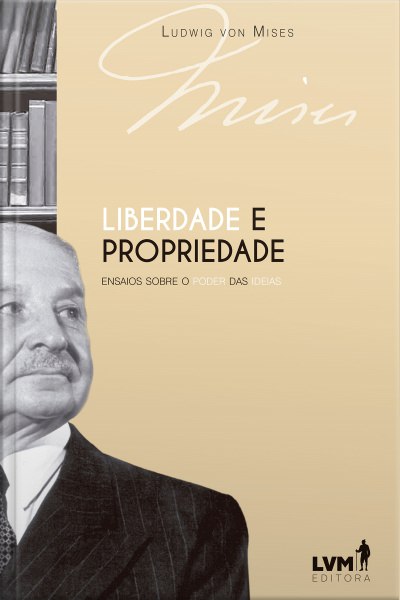 LUDWIG VON MISES
Mises
LIBERDADE E
PROPRIEDADE
ENSAIOS SOBRE O PODER DAS IDEIAS
LVM
EDITORA